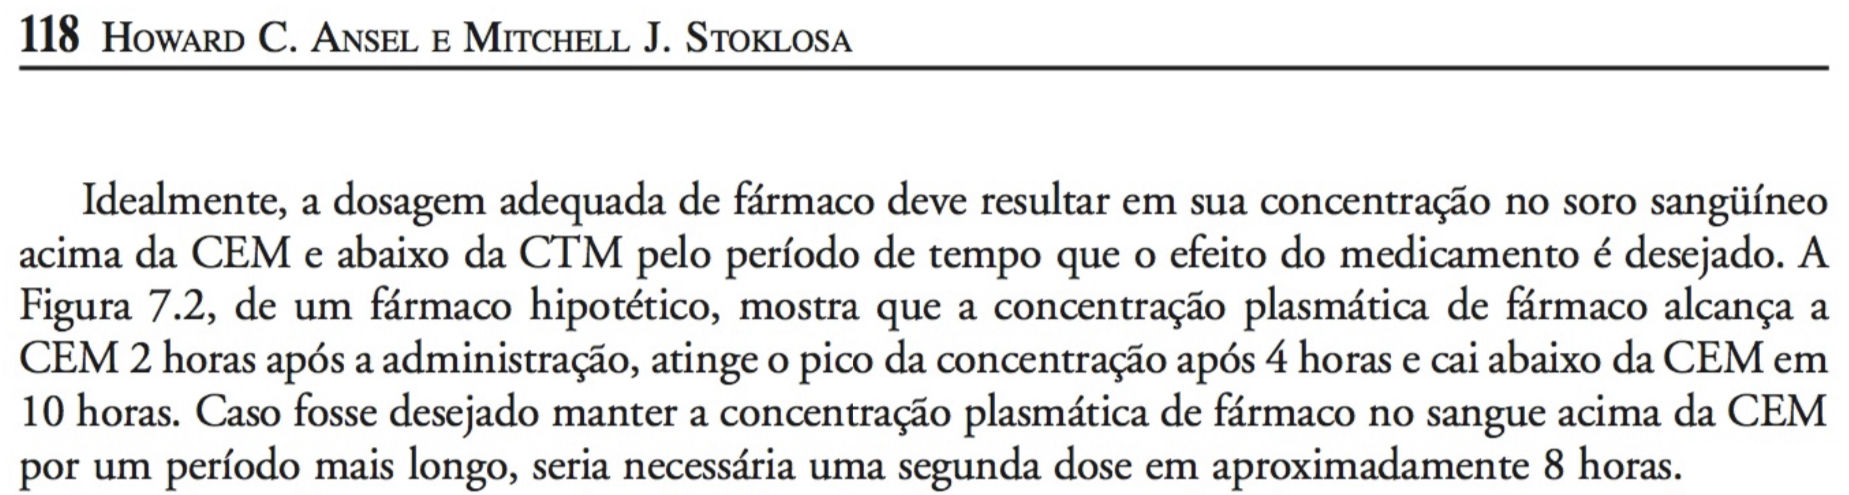 118 HOWARD C. ANSEL E MITCHELL J. STOKLOSA
Idealmente, a dosagem adequada de fármaco deve resultar em sua concentração no soro sangüíneo
acima da CEM e abaixo da CTM pelo período de tempo que o efeito do medicamento é desejado. A
Figura 7.2, de um fármaco hipotético, mostra que a concentração plasmática de fármaco alcança a
CEM 2 horas após a administração, atinge o pico da concentração após 4 horas e cai abaixo da CEM em
10 horas. Caso fosse desejado manter a concentração plasmática de fármaco no sangue acima da CEM
por um período mais longo, seria necessária uma segunda dose em aproximadamente 8 horas.